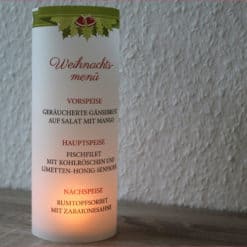 Weihnachts-
menü
VORSPEISE
GERÄUCHERTE GÄNSEBRUST
AUF SALAT MIT MANGO
HAUPTSPEISE
FISCHFILET
MIT KOHLRÖSCHEN UND
LIMETTEN-HONIG-SENFSOSSE
NACHSPEISE
RUMTOPFSORBET
MIT ZABAIONESAHNE